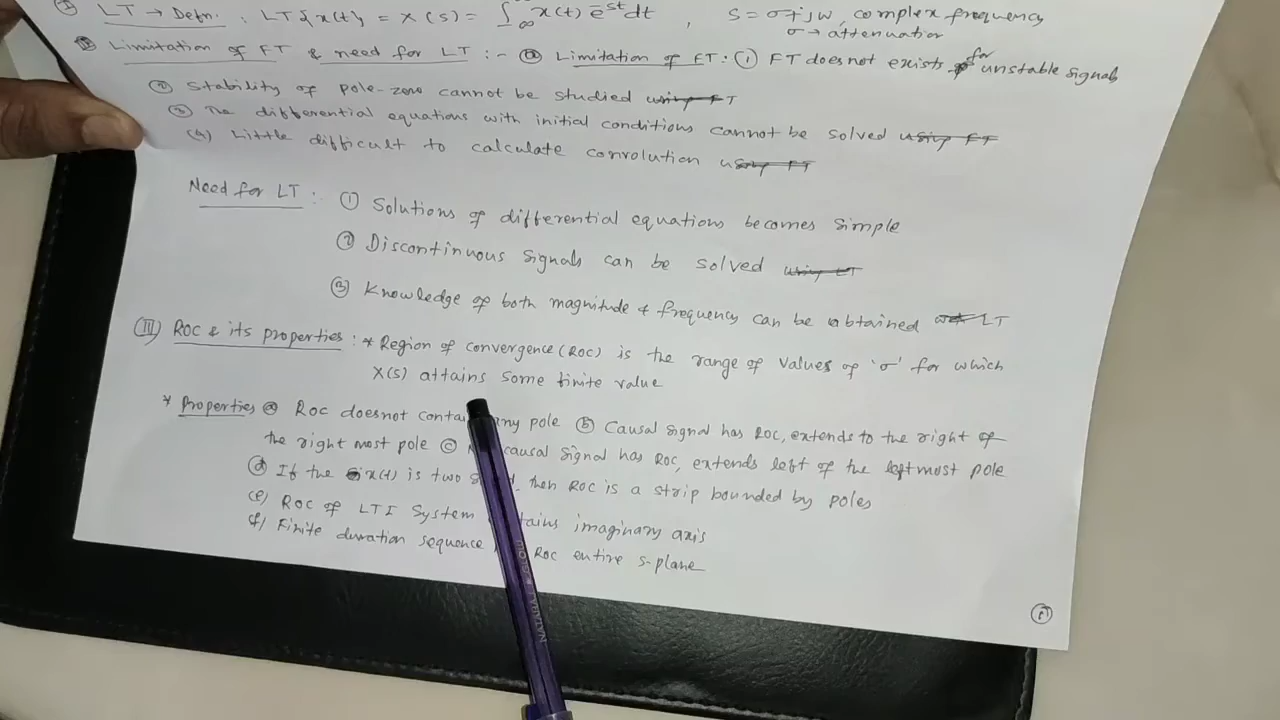 LT → Defn. : LT{x(t)} = X(s) = ∫ x(t) e^-st dt , s = σ+jω, complex frequency
σ → attenuation
Limitation of FT & need for LT :- (a) Limitation of FT : (1) FT does not exists for unstable signals
(2) Stability of pole-zero cannot be studied using FT
(3) The differential equations with initial conditions cannot be solved using FT
(4) Little difficult to calculate convolution using FT
Need for LT :- (1) Solutions of differential equations becomes simple
(2) Discontinuous signals can be solved using LT
(3) Knowledge of both magnitude & frequency can be obtained LT
(III) ROC & its properties : * Region of convergence (ROC) is the range of values of 'σ' for which
X(s) attains some finite value
* Properties (a) ROC doesnot contain any pole (b) Causal signal has ROC, extends to the right of
the right most pole (c) causal signal has ROC, extends left of the leftmost pole
(d) If the x(t) is two , then ROC is a strip bounded by poles
(e) ROC of LTI System imaginary axis
(f) Finite duration sequence ROC entire s-plane
NATARAJ